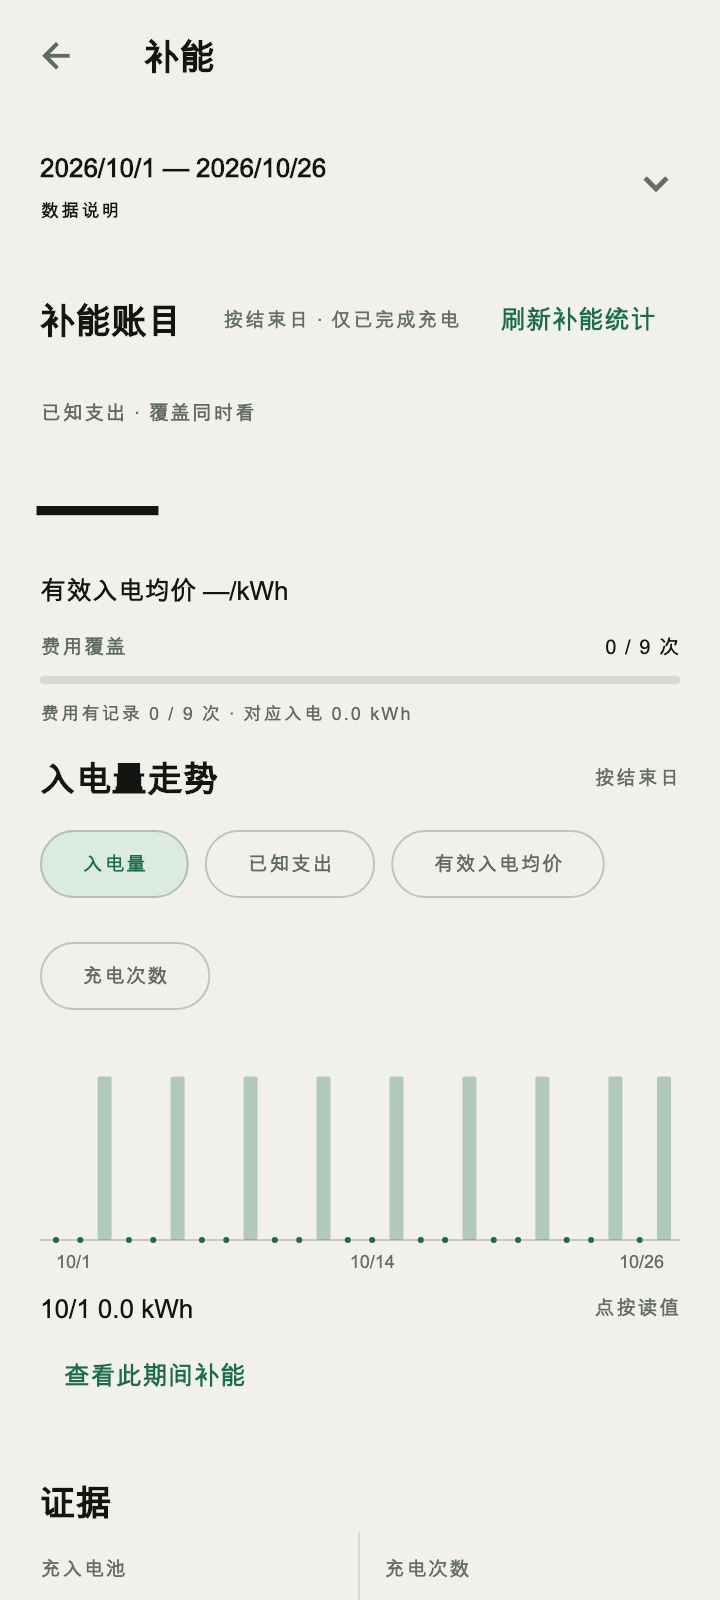 补能
2026/10/1 — 2026/10/26
数据说明
补能账目 按结束日 · 仅已完成充电 刷新补能统计
已知支出 · 覆盖同时看
—
有效入电均价 —/kWh
费用覆盖 0 / 9 次
费用有记录 0 / 9 次 · 对应入电 0.0 kWh
入电量走势 按结束日
入电量 已知支出 有效入电均价
充电次数
10/1 10/14 10/26
10/1 0.0 kWh 点按读值
查看此期间补能
证据
充入电池 充电次数